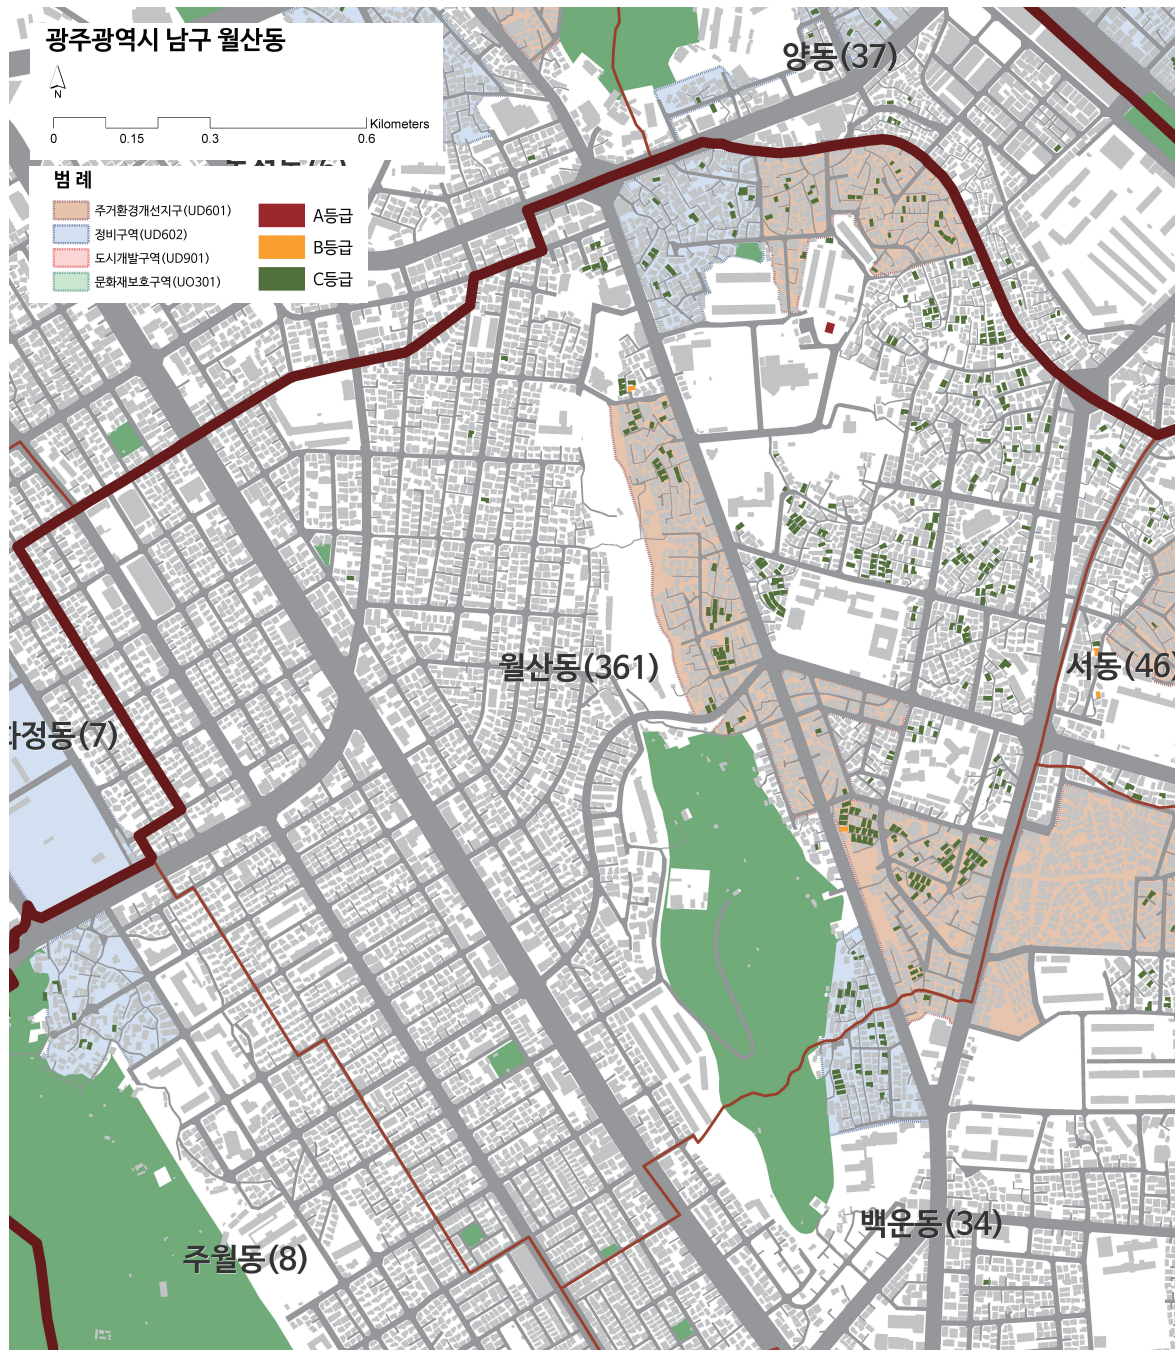 광주광역시 남구 월산동
N
0 0.15 0.3 0.6 Kilometers
범 례
주거환경개선지구(UD601)
정비구역(UD602)
도시개발구역(UD901)
문화재보호구역(UO301)
A등급
B등급
C등급
양동(37)
월산동(361)
서동(46)
화정동(7)
백운동(34)
주월동(8)